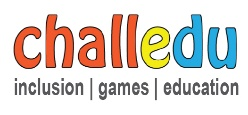 challedu
inclusion | games | education